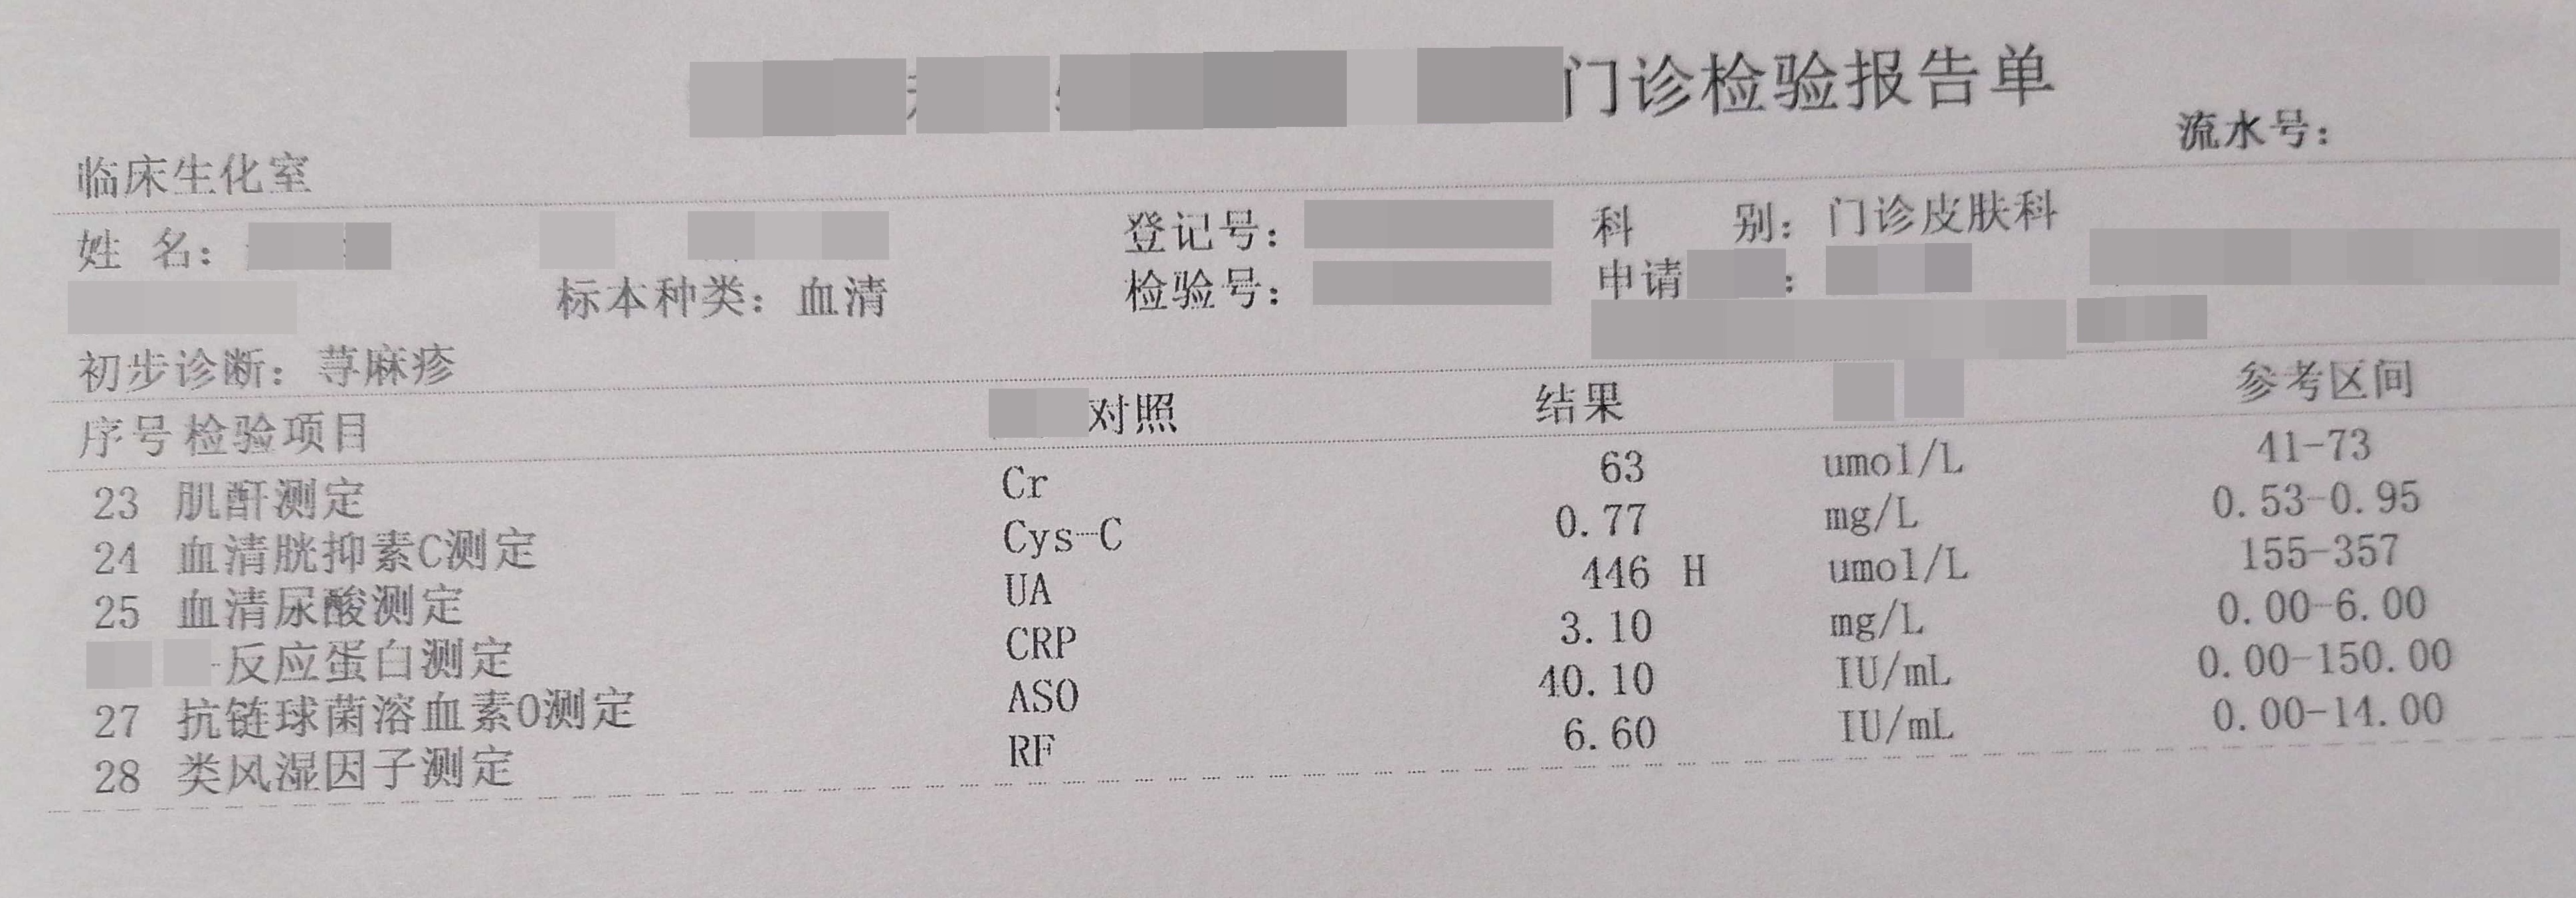 门诊检验报告单
流水号：
临床生化室
姓 名： 登记号： 科 别：门诊皮肤科
标本种类：血清 检验号： 申请 ：
初步诊断：荨麻疹
序号 检验项目 对照 结果 参考区间
23 肌酐测定 Cr 63 umol/L 41-73
24 血清胱抑素C测定 Cys-C 0.77 mg/L 0.53-0.95
25 血清尿酸测定 UA 446 H umol/L 155-357
-反应蛋白测定 CRP 3.10 mg/L 0.00-6.00
27 抗链球菌溶血素O测定 ASO 40.10 IU/mL 0.00-150.00
28 类风湿因子测定 RF 6.60 IU/mL 0.00-14.00